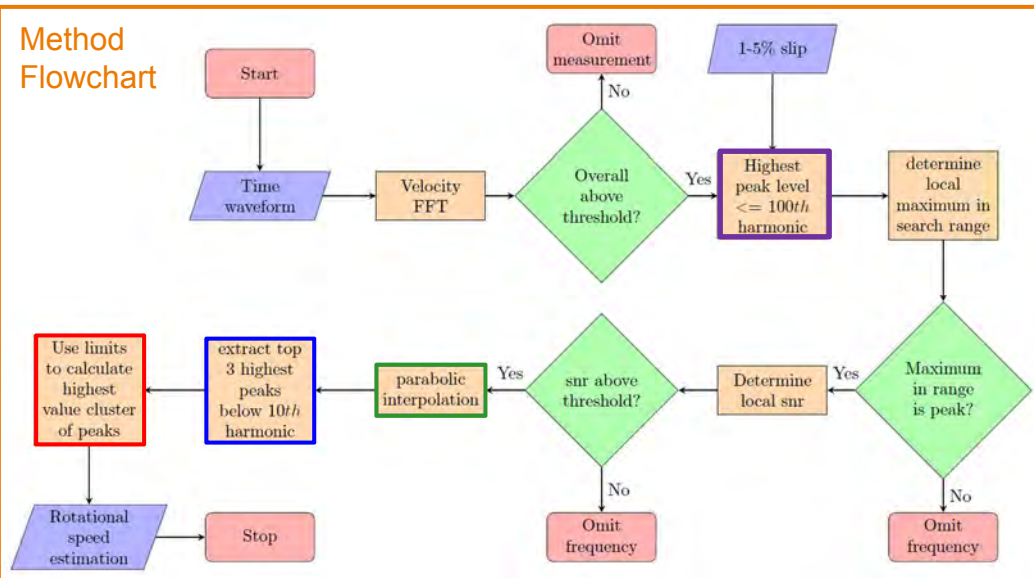 Method
Flowchart
Start
Omit
measurement
1-5% slip
No
Time
waveform
Velocity
FFT
Overall
above
threshold?
Yes
Highest
peak level
<= 100th
harmonic
determine
local
maximum in
search range
Use limits
to calculate
highest
value cluster
of peaks
extract top
3 highest
peaks
below 10th
harmonic
parabolic
interpolation
Yes
snr above
threshold?
Determine
local snr
Yes
Maximum
in range
is peak?
No
No
Rotational
speed
estimation
Stop
Omit
frequency
Omit
frequency